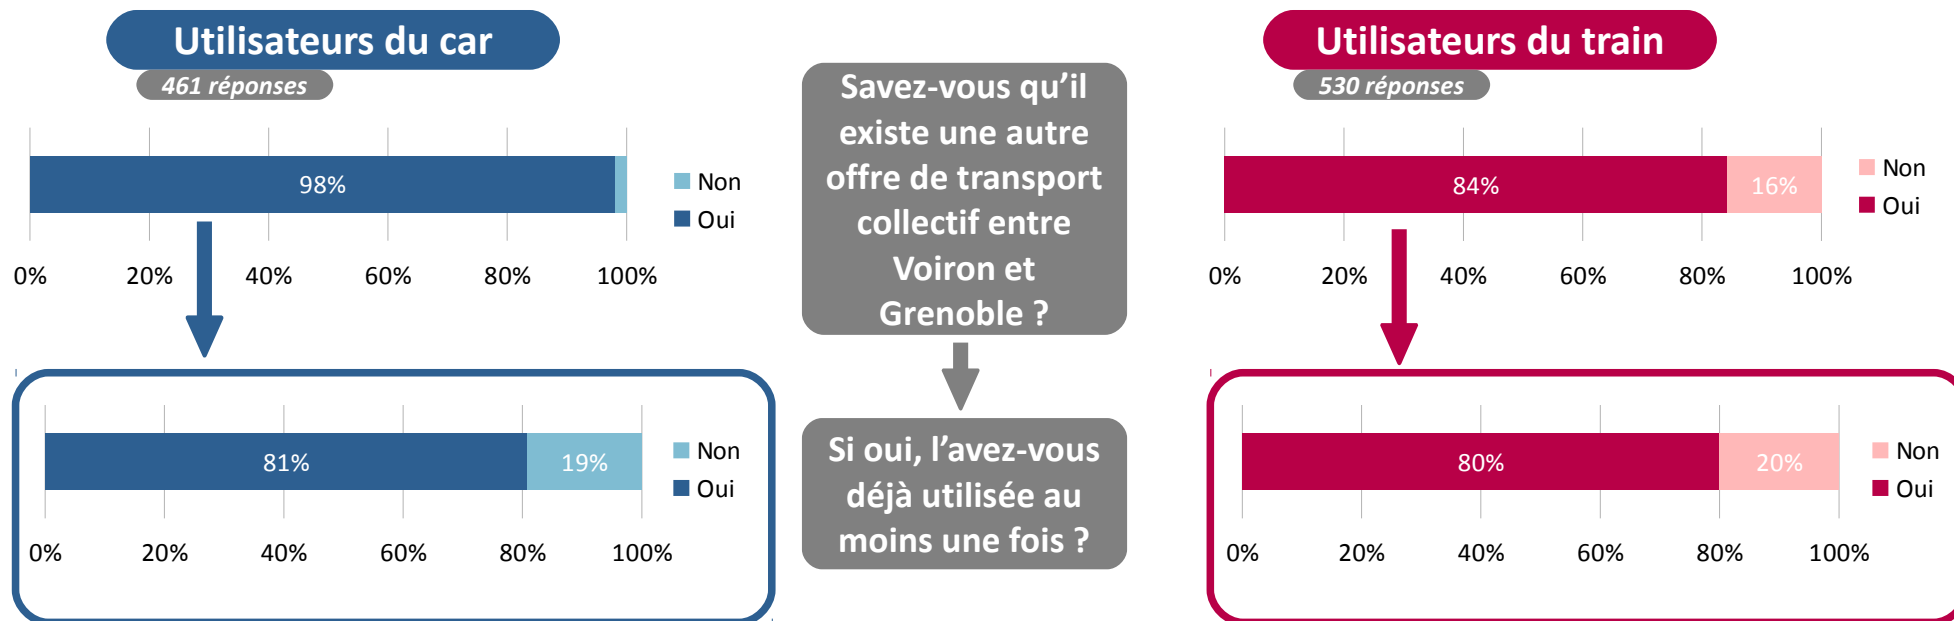 Utilisateurs du car
461 réponses
98%
Non
Oui
0% 20% 40% 60% 80% 100%
81% 19%
Non
Oui
0% 20% 40% 60% 80% 100%
Savez-vous qu'il
existe une autre
offre de transport
collectif entre
Voiron et
Grenoble ?
Si oui, l'avez-vous
déjà utilisée au
moins une fois ?
Utilisateurs du train
530 réponses
84% 16%
Non
Oui
0% 20% 40% 60% 80% 100%
80% 20%
Non
Oui
0% 20% 40% 60% 80% 100%